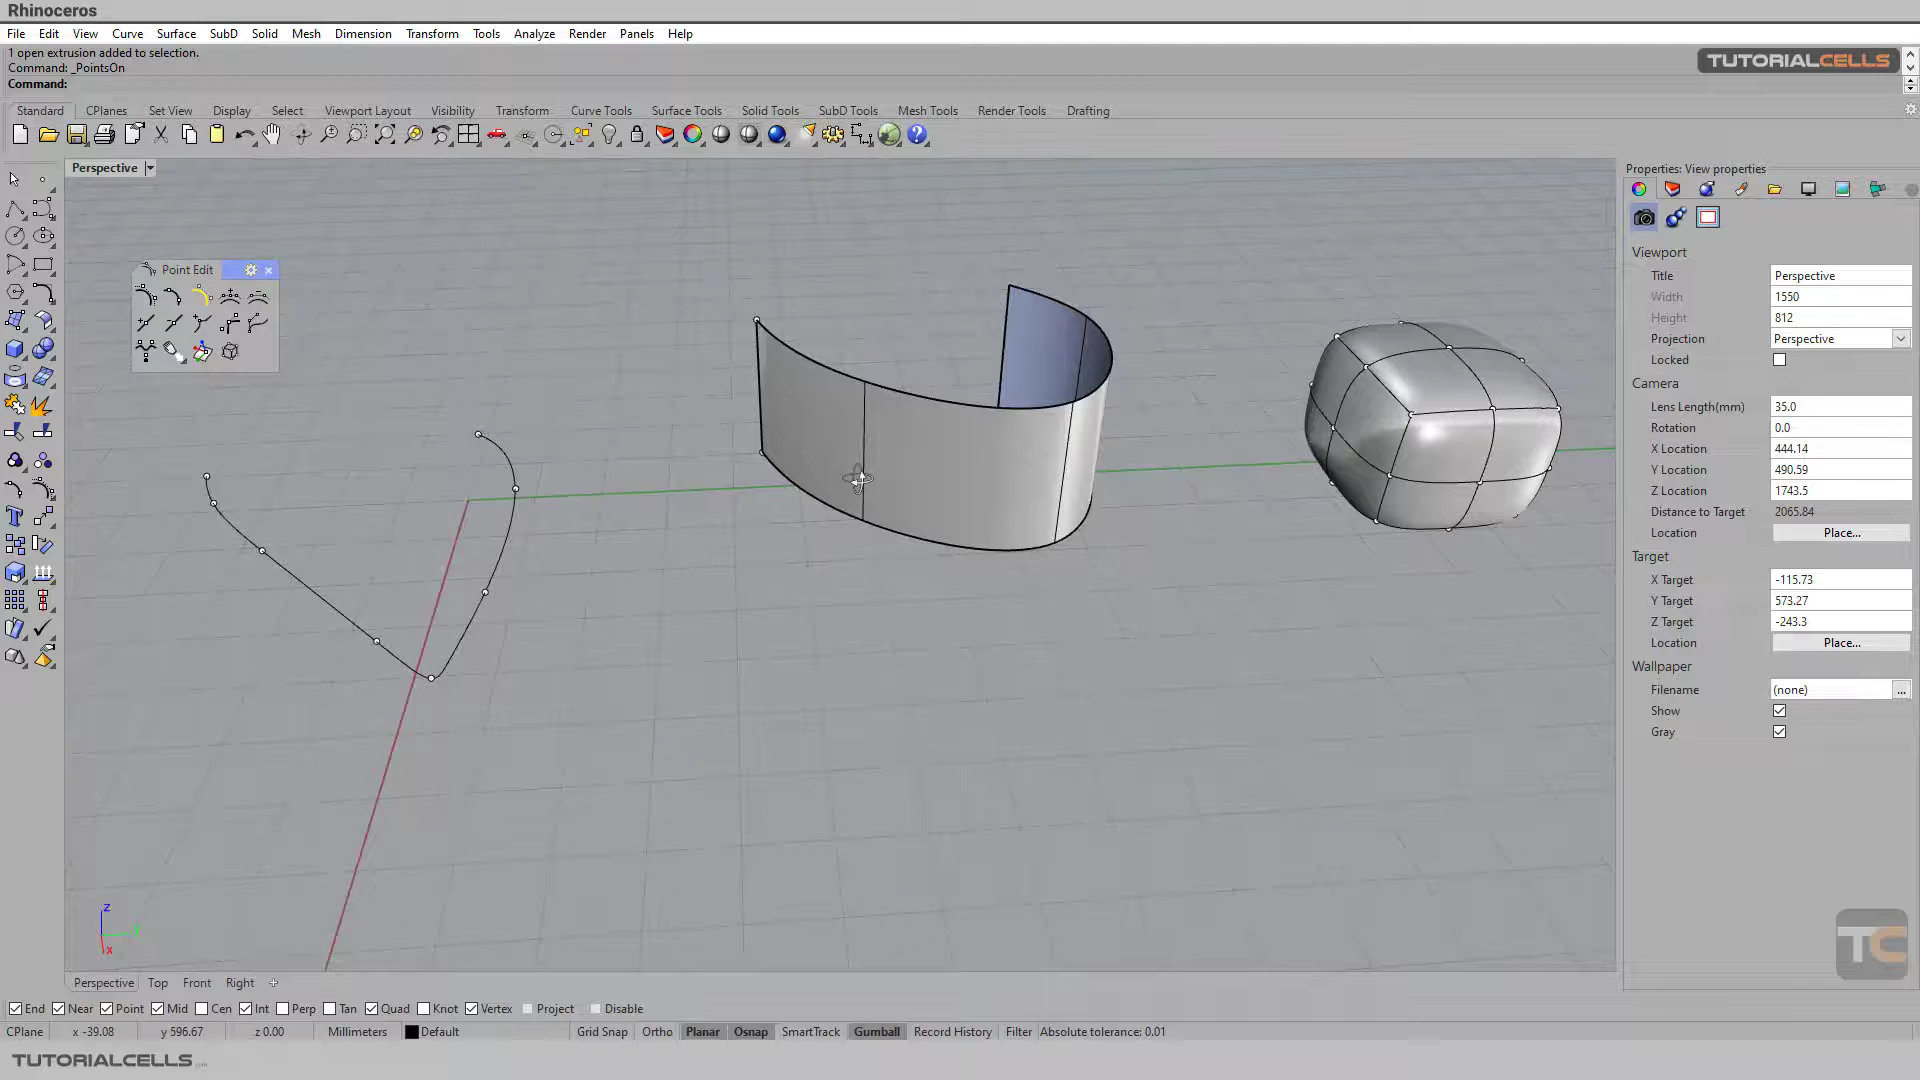 Rhinoceros
File Edit View Curve Surface SubD Solid Mesh Dimension Transform Tools Analyze Render Panels Help
1 open extrusion added to selection.
Command: _PointsOn
Command:
TUTORIALCELLS
Standard CPlanes Set View Display Select Viewport Layout Visibility Transform Curve Tools Surface Tools Solid Tools SubD Tools Mesh Tools Render Tools Drafting
Perspective
Point Edit
Properties: View properties
Viewport
Title Perspective
Width 1550
Height 812
Projection Perspective
Locked
Camera
Lens Length(mm) 35.0
Rotation 0.0
X Location 444.14
Y Location 490.59
Z Location 1743.5
Distance to Target 2065.84
Location Place...
Target
X Target -115.73
Y Target 573.27
Z Target -243.3
Location Place...
Wallpaper
Filename (none) ...
Show
Gray
z
x
TC
Perspective Top Front Right
End Near Point Mid Cen Int Perp Tan Quad Knot Vertex Project Disable
CPlane x -39.08 y 596.67 z 0.00 Millimeters Default Grid Snap Ortho Planar Osnap SmartTrack Gumball Record History Filter Absolute tolerance: 0.01
TUTORIALCELLS